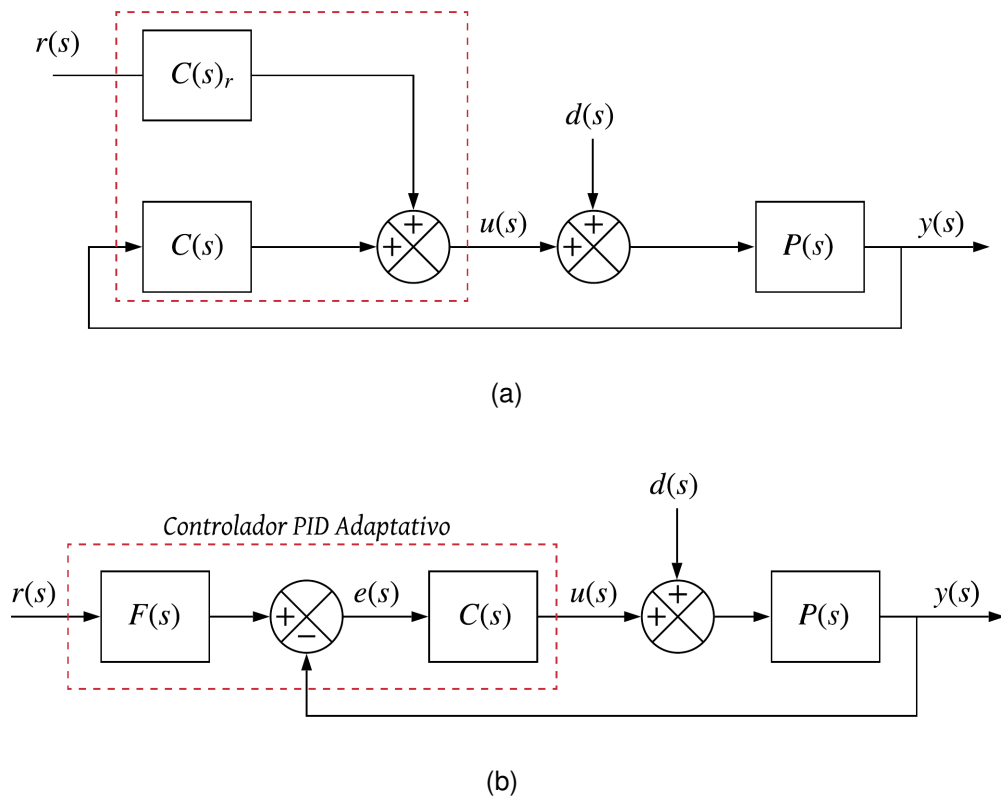 r(s)
C(s)r
d(s)
+
C(s)
+
u(s)
+
+
P(s)
y(s)
(a)
d(s)
Controlador PID Adaptativo
r(s)
F(s)
+
−
e(s)
C(s)
u(s)
+
+
P(s)
y(s)
(b)